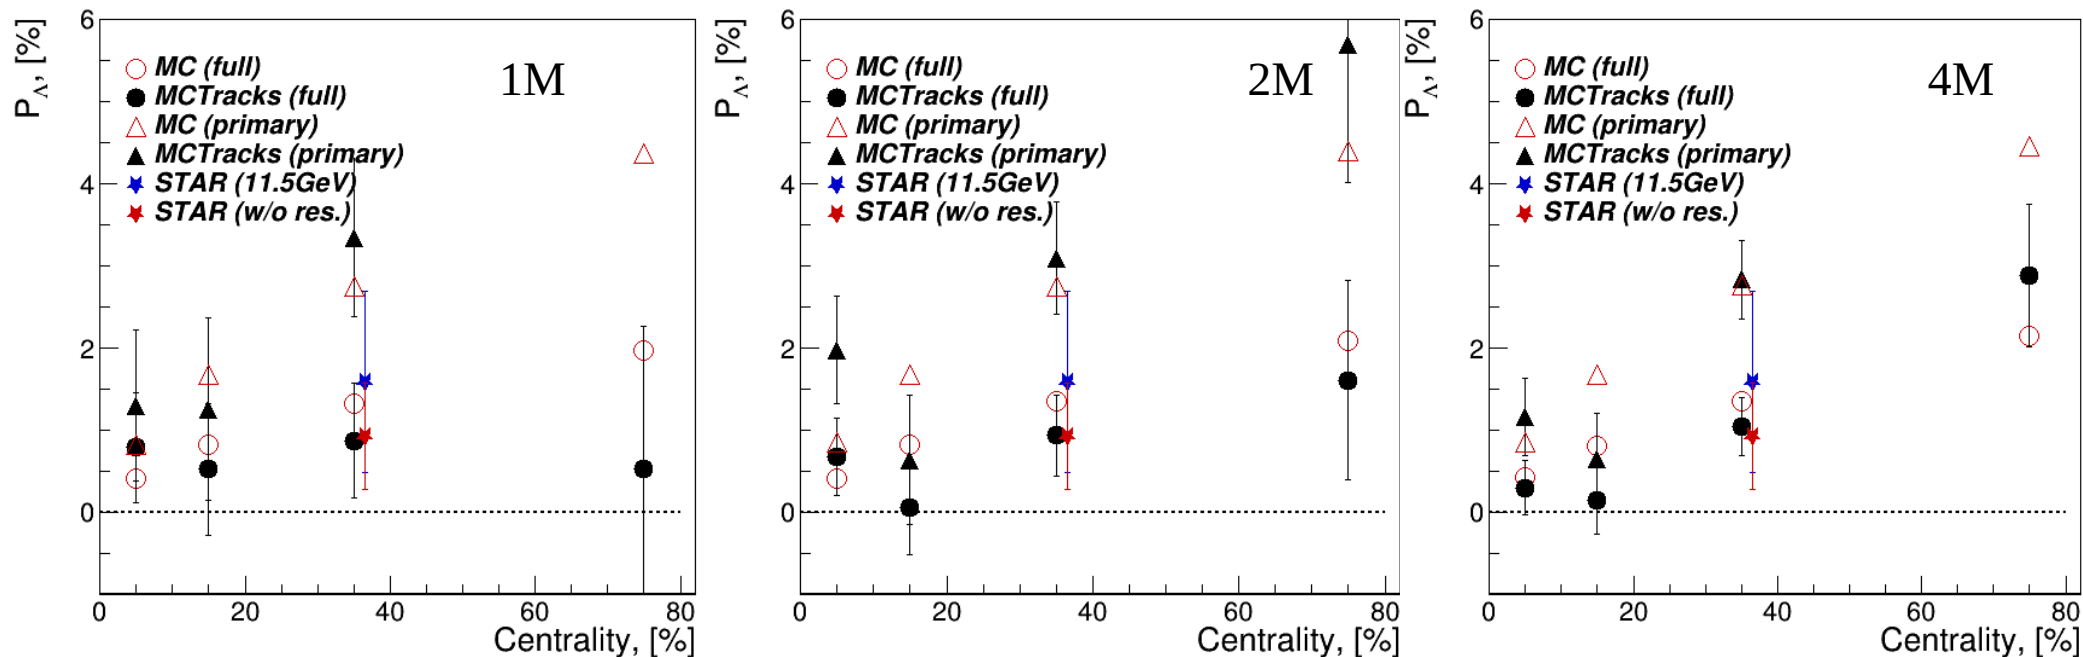 P_Λ, [%]
6
4
2
0
MC (full)
MCTracks (full)
MC (primary)
MCTracks (primary)
STAR (11.5GeV)
STAR (w/o res.)
1M
0 20 40 60 80
Centrality, [%]
P_Λ, [%]
6
4
2
0
MC (full)
MCTracks (full)
MC (primary)
MCTracks (primary)
STAR (11.5GeV)
STAR (w/o res.)
2M
0 20 40 60 80
Centrality, [%]
P_Λ, [%]
6
4
2
0
MC (full)
MCTracks (full)
MC (primary)
MCTracks (primary)
STAR (11.5GeV)
STAR (w/o res.)
4M
0 20 40 60 80
Centrality, [%]